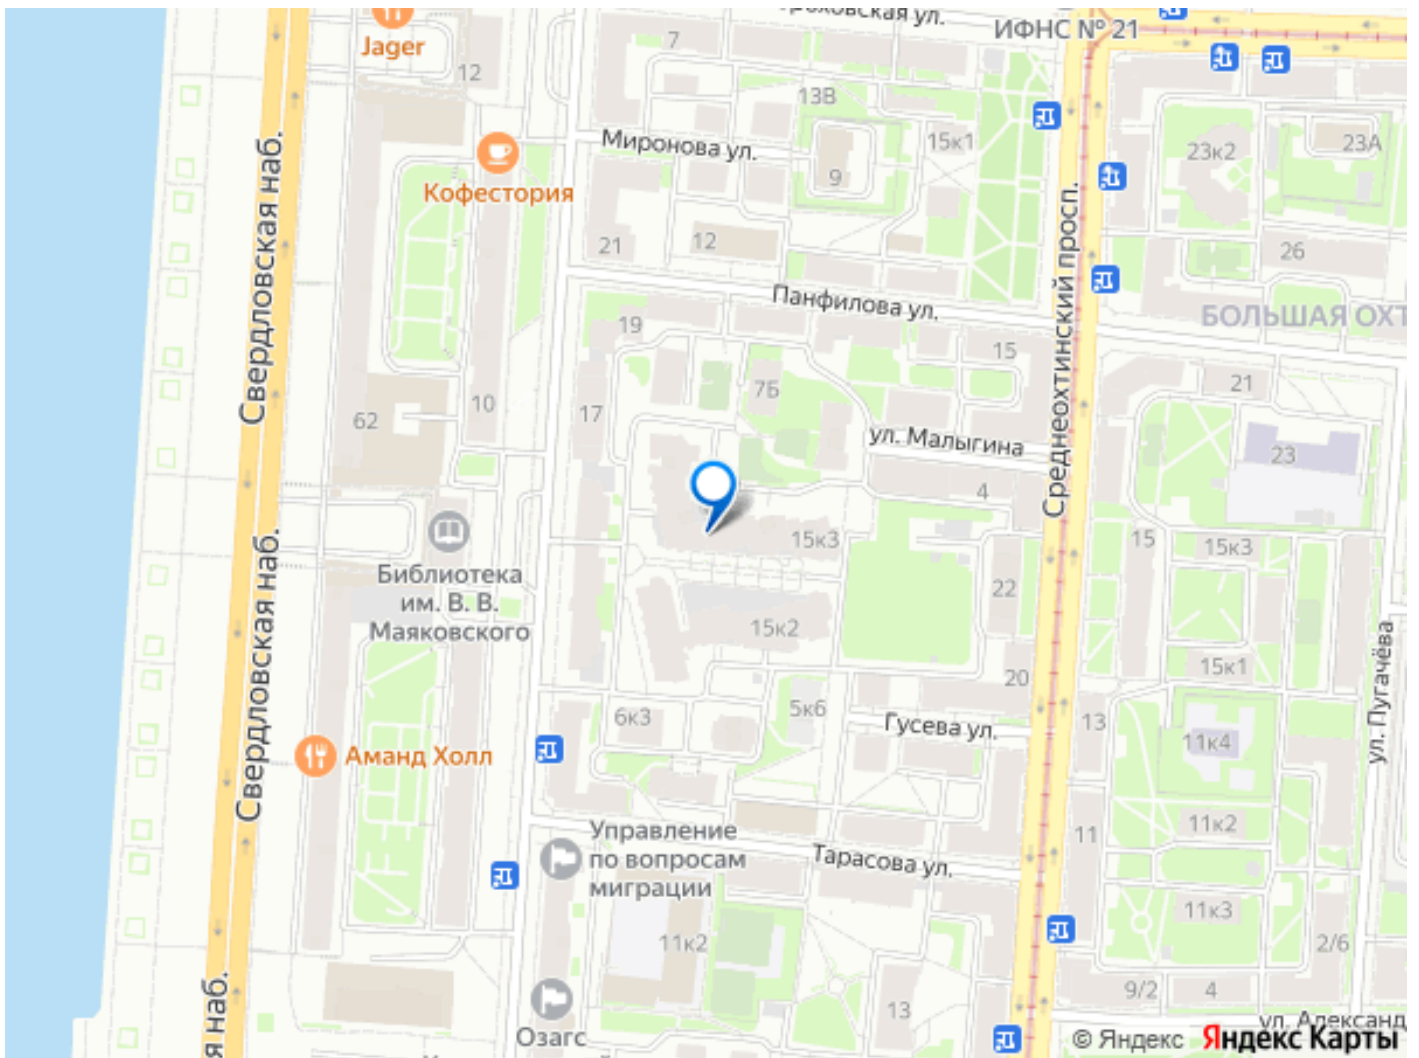 ИФНС № 21
Jager
7
12
13В
Миронова ул.
15к1
23к2
23А
9
Кофестория
Свердловская наб.
21
12
26
Среднеохтинский просп.
Панфилова ул.
БОЛЬШАЯ ОХТ
19
15
7Б
21
10
17
62
ул. Малыгина
23
4
15к3
15
15к3
Библиотека
им. В. В.
Маяковского
22
15к2
15к1
20
Свердловская наб.
6к3
5к6
Гусева ул.
13
11к4
ул. Пугачёва
Аманд Холл
11к2
11
Управление
по вопросам
миграции
Тарасова ул.
11к3
11к2
2/6
9/2
4
13
я наб.
Озагс
ул. Александ
© Яндекс Яндекс Карты